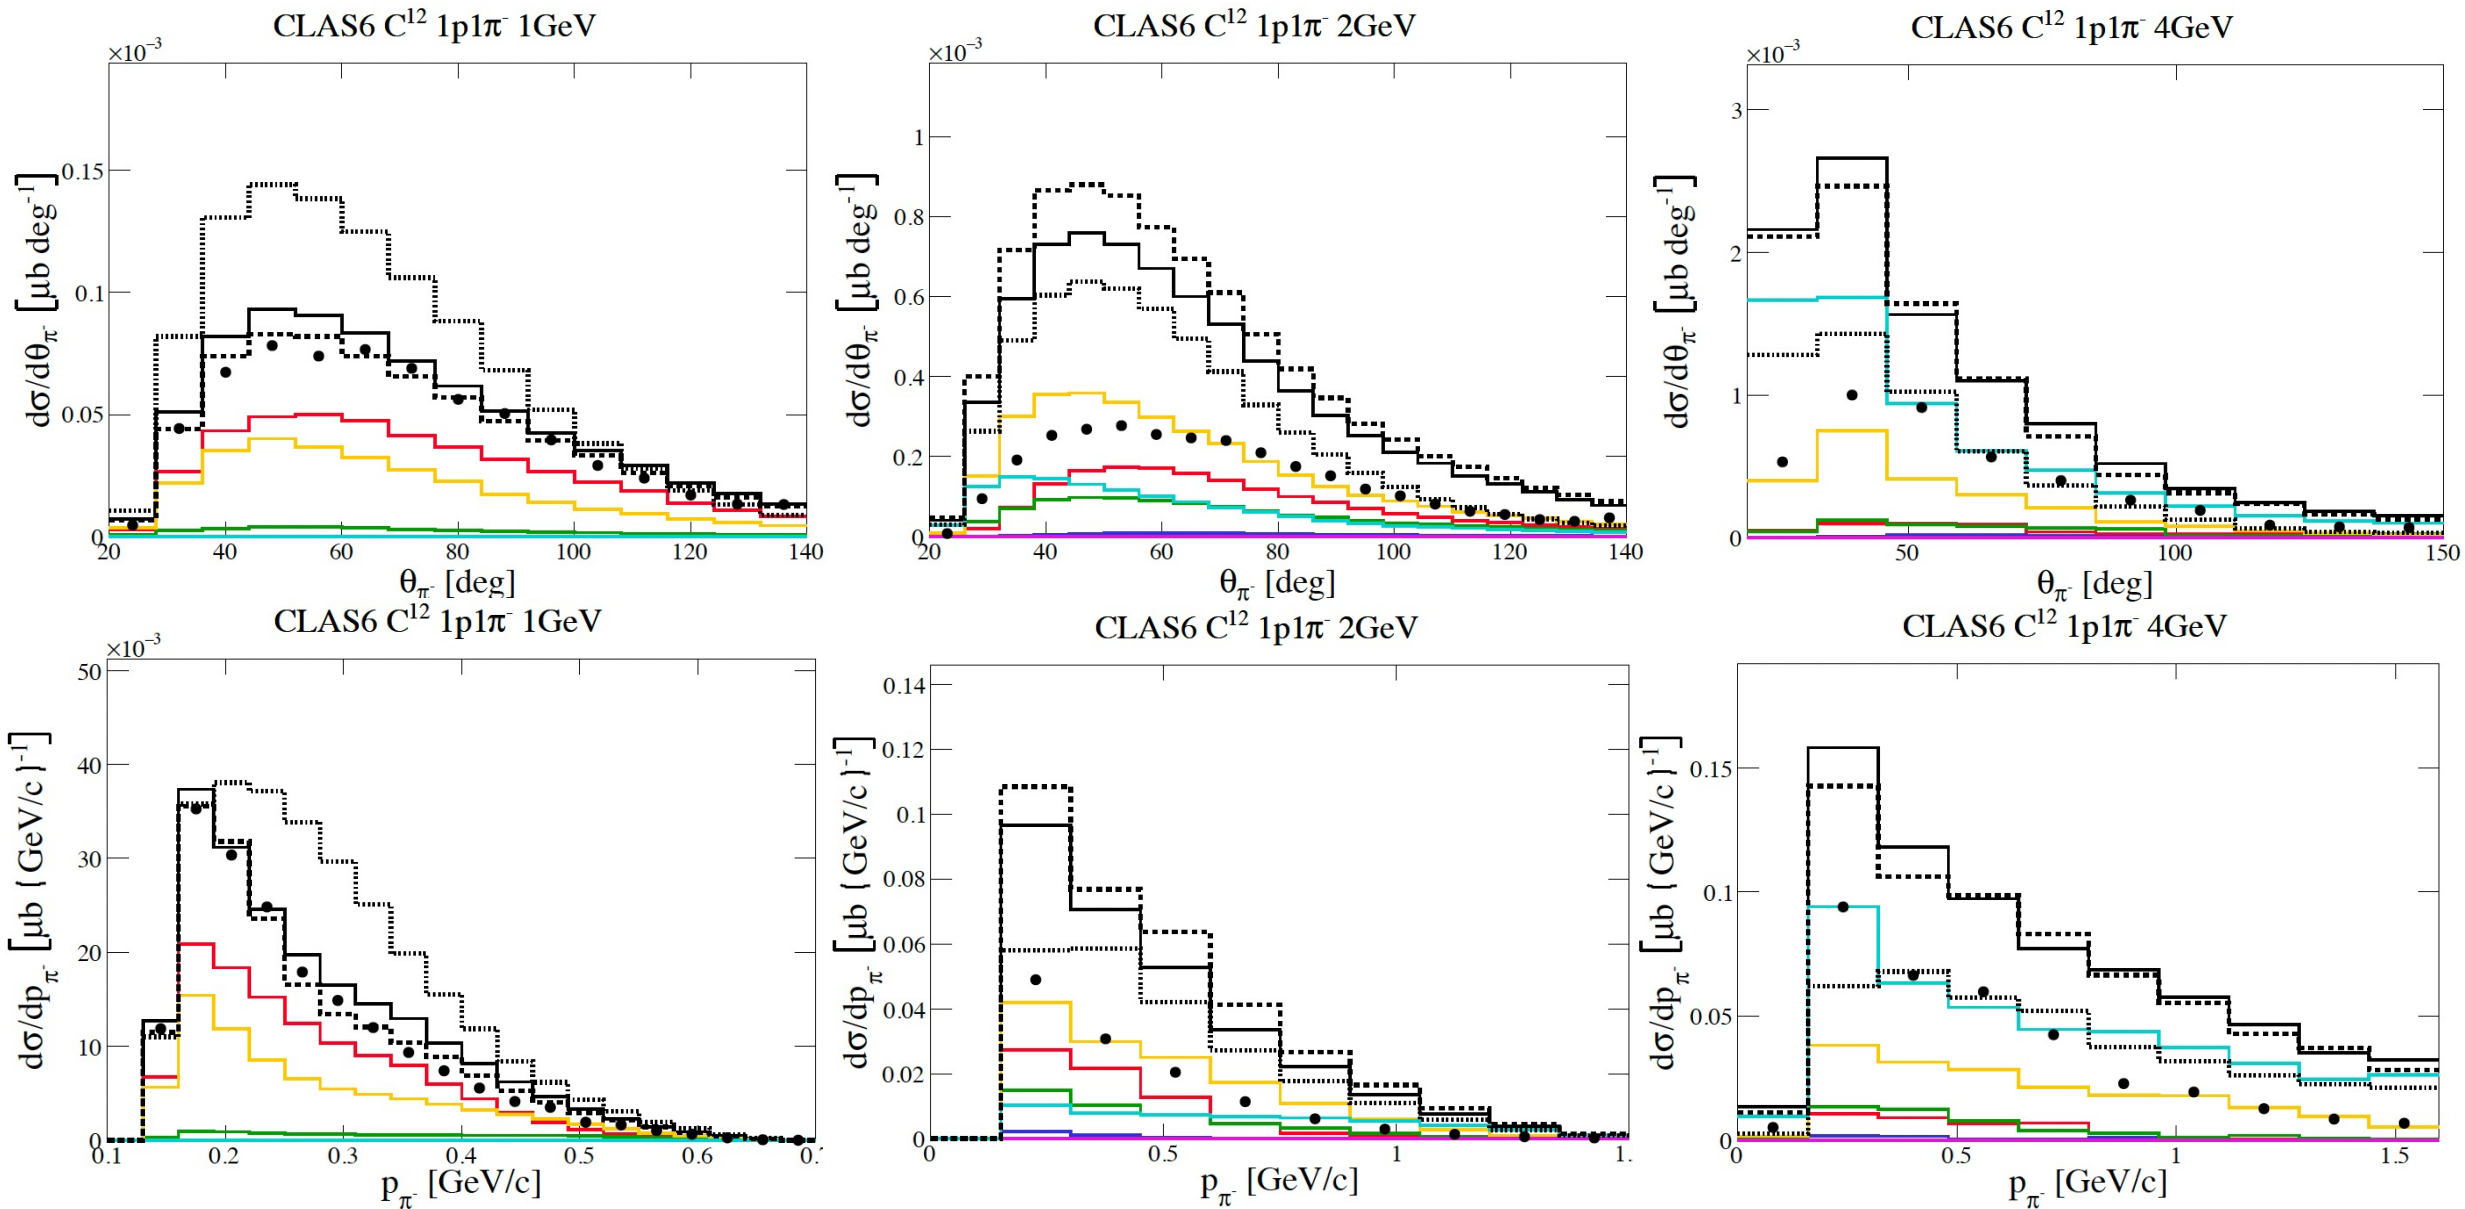 CLAS6 C¹² 1p1π⁻ 1GeV
×10⁻³
0.15
0.1
0.05
0
20 40 60 80 100 120 140
θπ⁻ [deg]
dσ/dθπ⁻ [μb deg⁻¹]
CLAS6 C¹² 1p1π⁻ 2GeV
×10⁻³
1
0.8
0.6
0.4
0.2
0
20 40 60 80 100 120 140
θπ⁻ [deg]
dσ/dθπ⁻ [μb deg⁻¹]
CLAS6 C¹² 1p1π⁻ 4GeV
×10⁻³
3
2
1
0
50 100 150
θπ⁻ [deg]
dσ/dθπ⁻ [μb deg⁻¹]
CLAS6 C¹² 1p1π⁻ 1GeV
×10⁻³
50
40
30
20
10
0
0.1 0.2 0.3 0.4 0.5 0.6 0.
pπ⁻ [GeV/c]
dσ/dpπ⁻ [μb (GeV/c)⁻¹]
CLAS6 C¹² 1p1π⁻ 2GeV
0.14
0.12
0.1
0.08
0.06
0.04
0.02
0
0 0.5 1 1.
pπ⁻ [GeV/c]
dσ/dpπ⁻ [μb (GeV/c)⁻¹]
CLAS6 C¹² 1p1π⁻ 4GeV
0.15
0.1
0.05
0
0 0.5 1 1.5
pπ⁻ [GeV/c]
dσ/dpπ⁻ [μb (GeV/c)⁻¹]